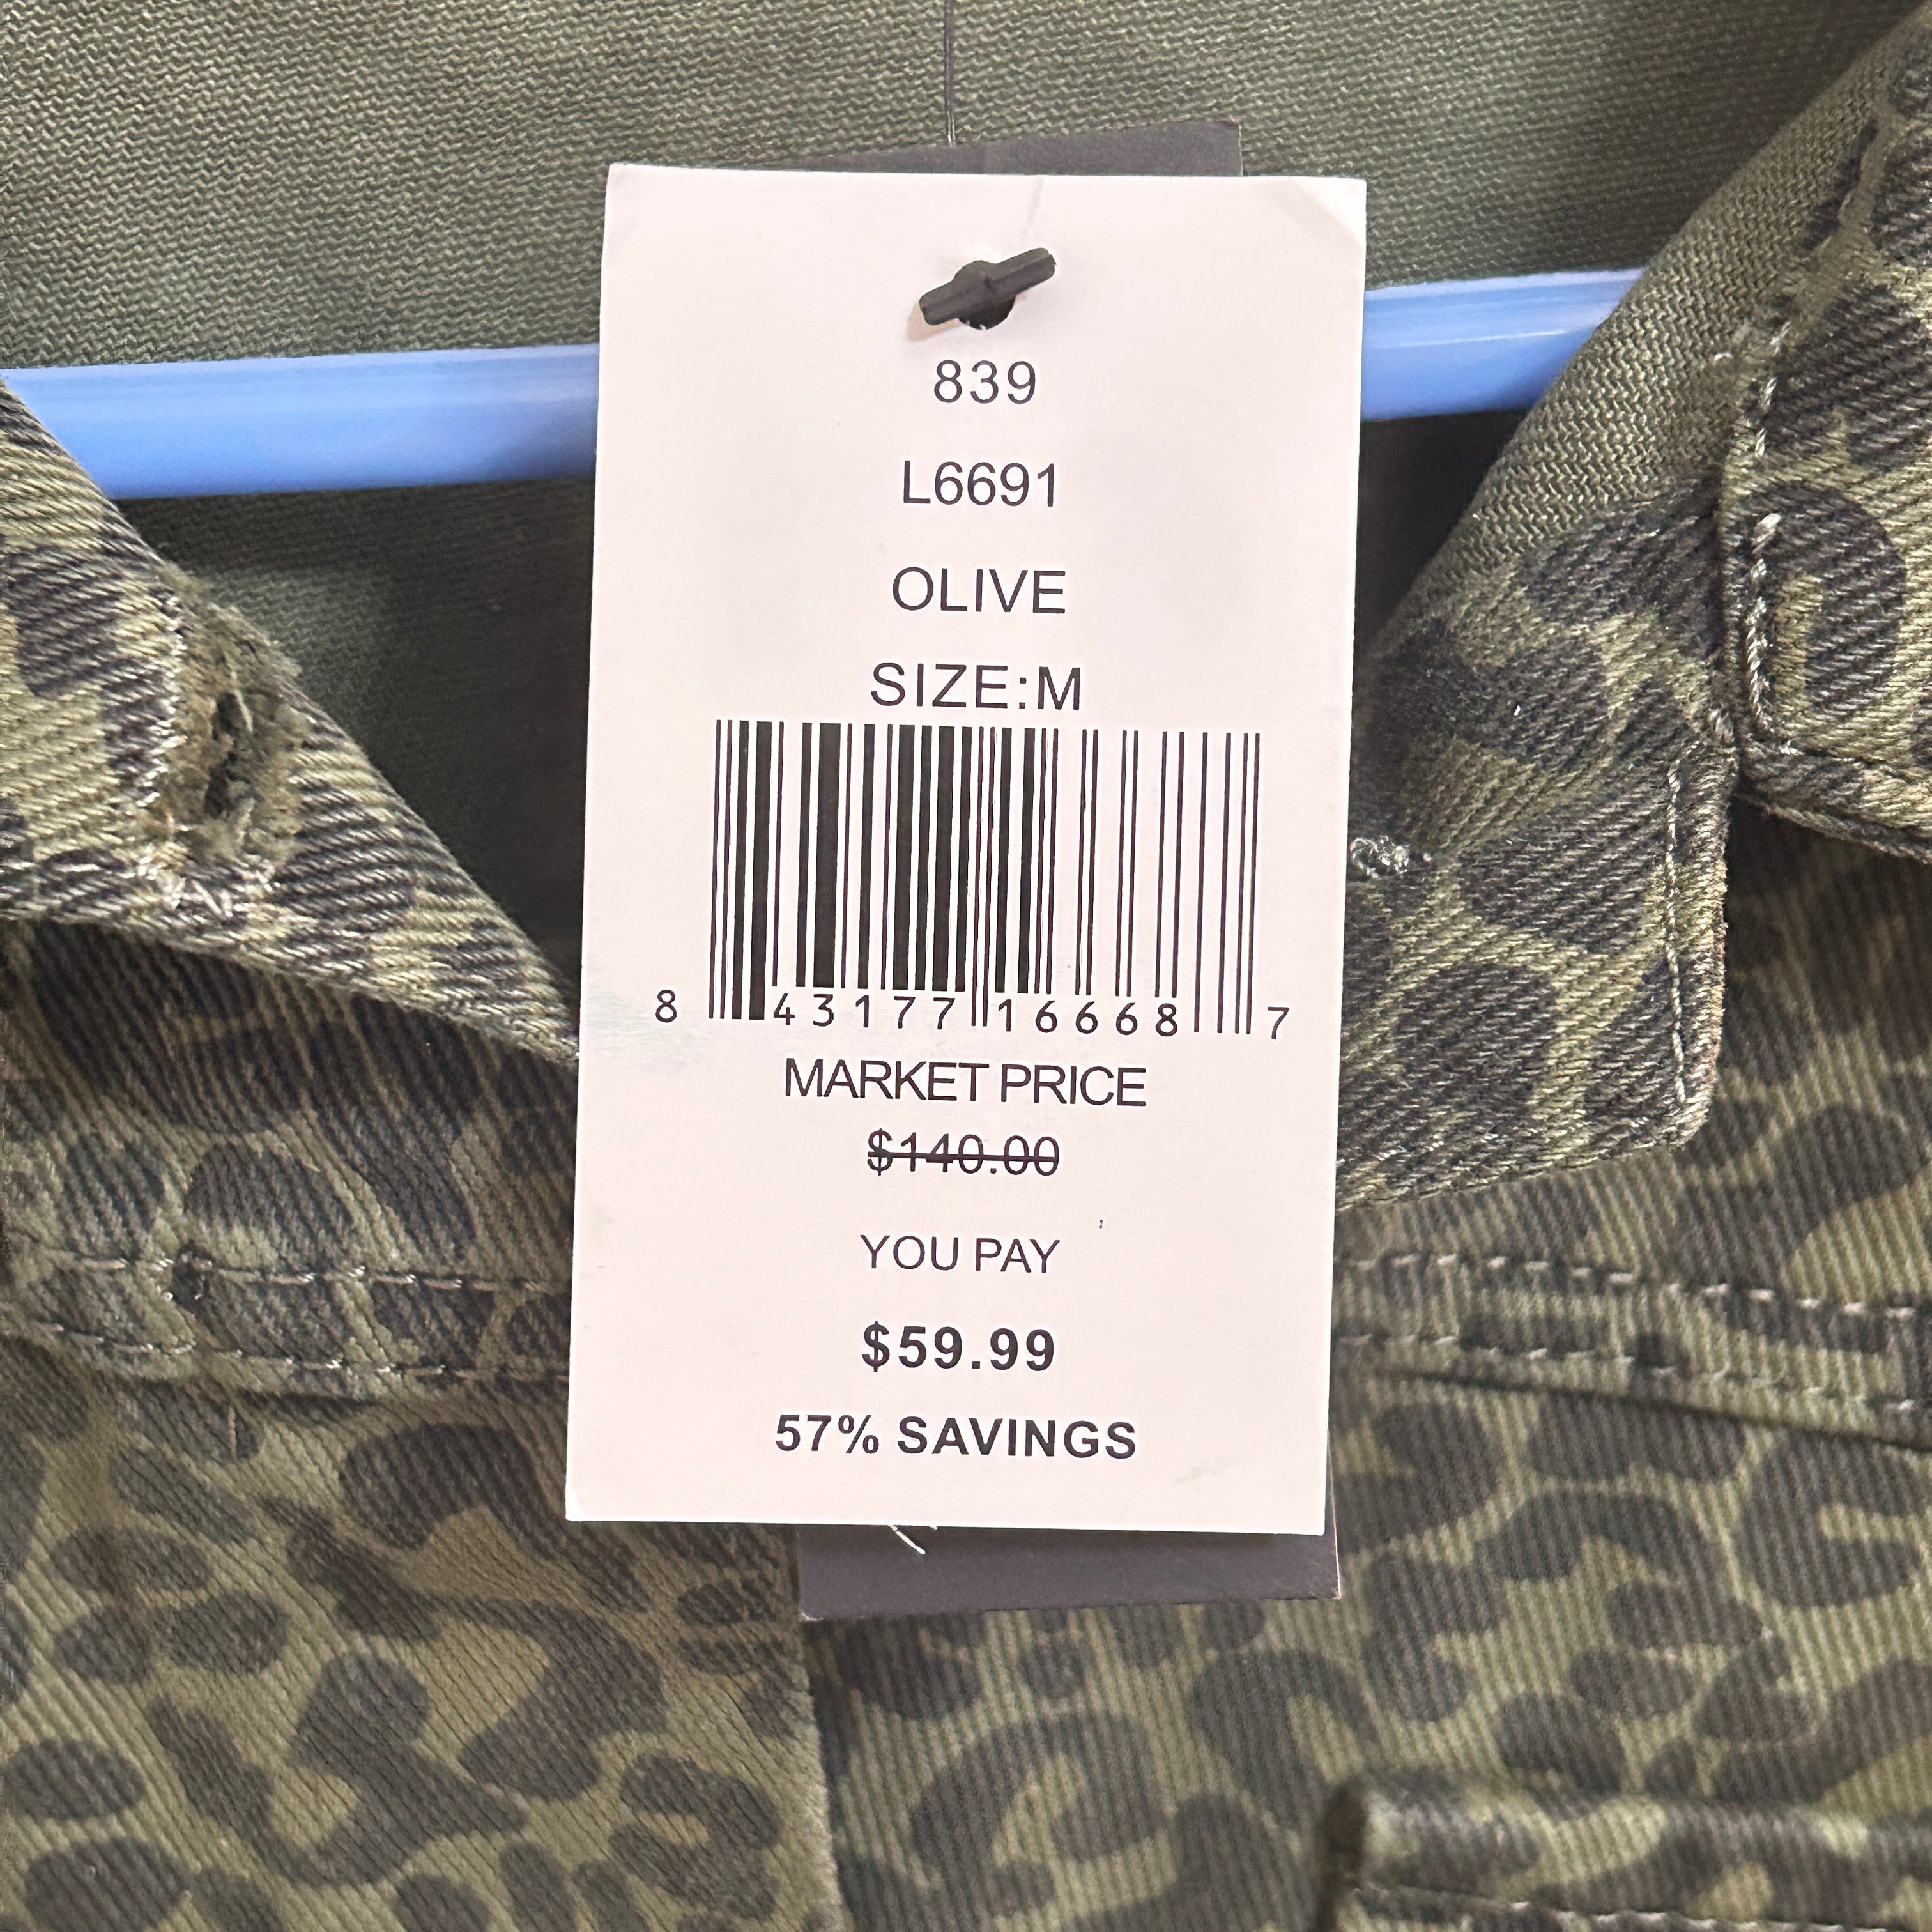 839
L6691
OLIVE
SIZE:M
8 43177 16668 7
MARKET PRICE
$140.00
YOU PAY
$59.99
57% SAVINGS